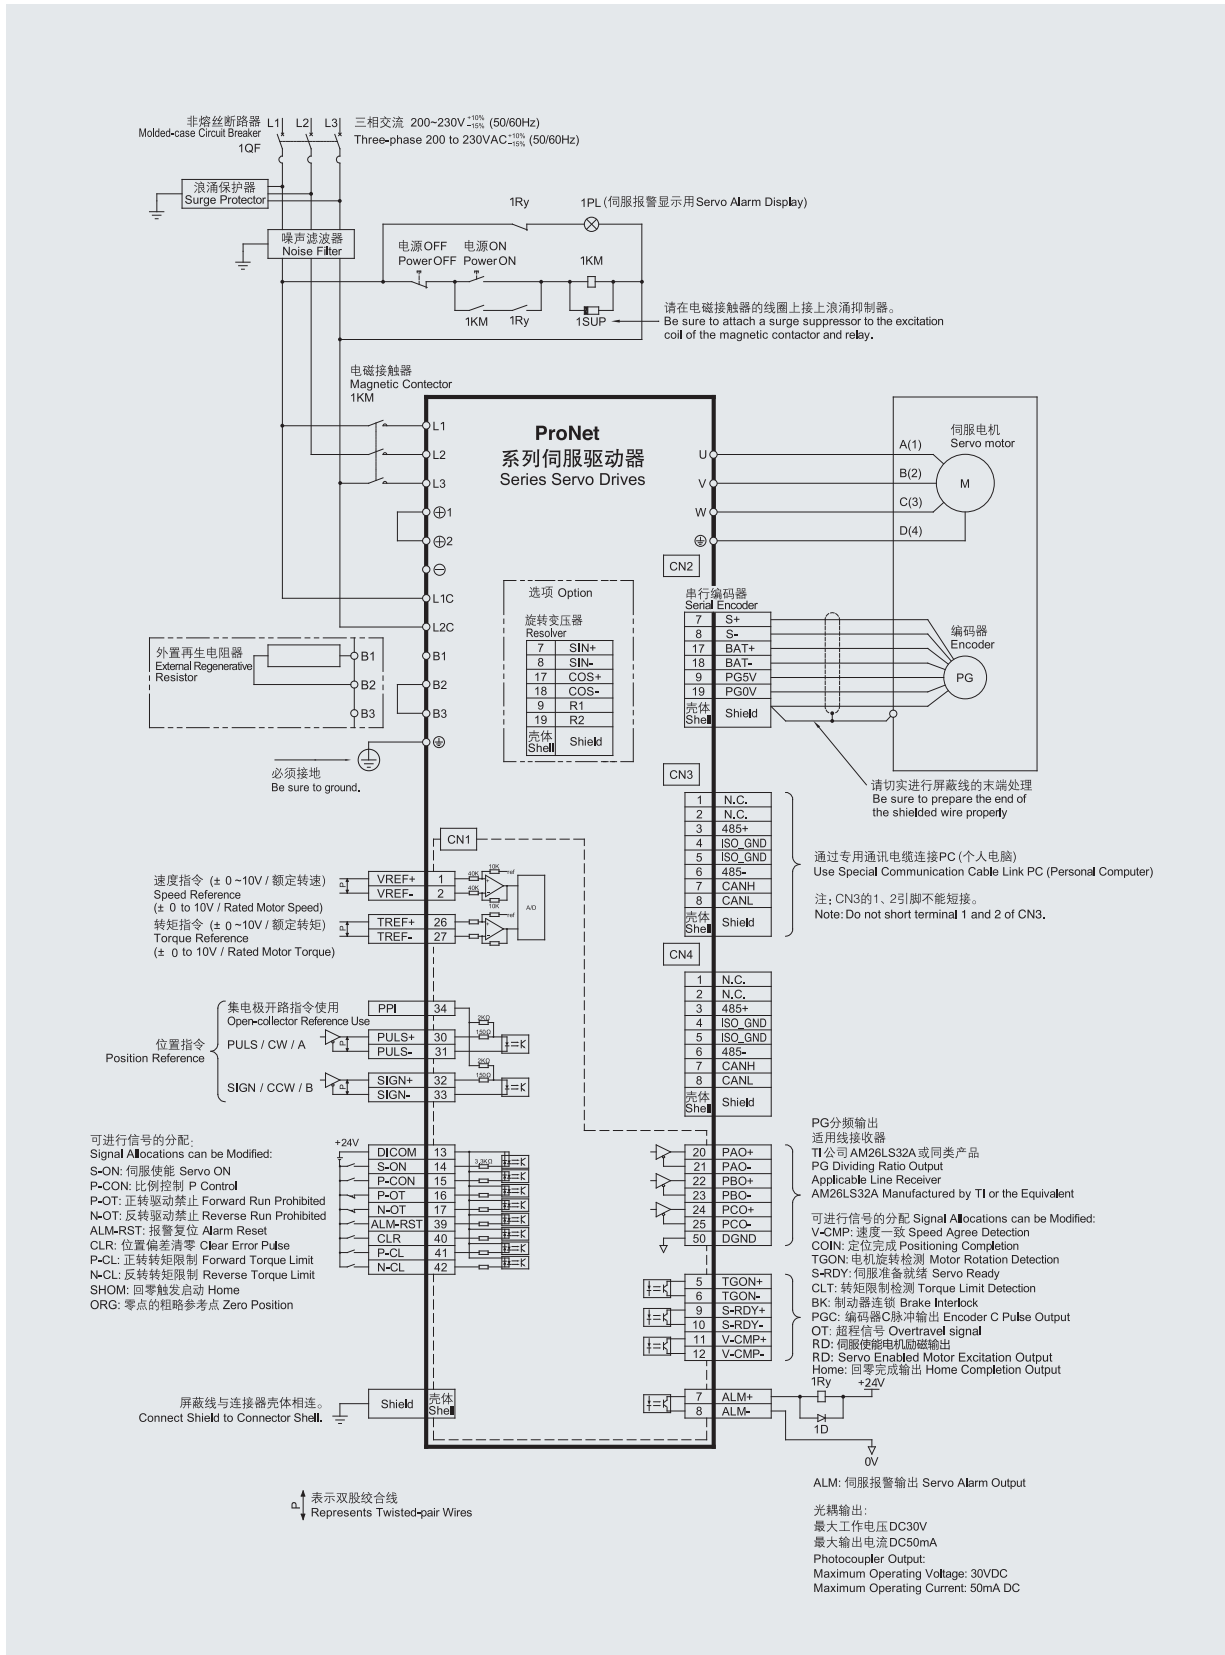 非熔丝断路器
Molded-case Circuit Breaker
1QF
L1 L2 L3
三相交流 200~230V +10% -15% (50/60Hz)
Three-phase 200 to 230VAC +10% -15% (50/60Hz)
浪涌保护器
Surge Protector
噪声滤波器
Noise Filter
1Ry
1PL (伺服报警显示用Servo Alarm Display)
电源OFF
Power OFF
电源ON
Power ON
1KM
1KM
1Ry
1SUP
请在电磁接触器的线圈上接上浪涌抑制器。
Be sure to attach a surge suppressor to the excitation
coil of the magnetic contactor and relay.
电磁接触器
Magnetic Contector
1KM
ProNet
系列伺服驱动器
Series Servo Drives
L1
L2
L3
⊕1
⊕2
⊖
L1C
L2C
B1
B2
B3
外置再生电阻器
External Regenerative
Resistor
B1
B2
B3
必须接地
Be sure to ground.
U
V
W
A(1)
B(2)
C(3)
D(4)
伺服电机
Servo motor
M
CN2
串行编码器
Serial Encoder
7 S+
8 S-
17 BAT+
18 BAT-
9 PG5V
19 PG0V
壳体
Shell
Shield
编码器
Encoder
PG
选项 Option
旋转变压器
Resolver
7 SIN+
8 SIN-
17 COS+
18 COS-
9 R1
19 R2
壳体
Shell
Shield
请切实进行屏蔽线的末端处理
Be sure to prepare the end of
the shielded wire properly
CN3
1 N.C.
2 N.C.
3 485+
4 ISO_GND
5 ISO_GND
6 485-
7 CANH
8 CANL
壳体
Shell
Shield
通过专用通讯电缆连接PC (个人电脑)
Use Special Communication Cable Link PC (Personal Computer)
注: CN3的1、2引脚不能短接。
Note: Do not short terminal 1 and 2 of CN3.
CN4
1 N.C.
2 N.C.
3 485+
4 ISO_GND
5 ISO_GND
6 485-
7 CANH
8 CANL
壳体
Shell
Shield
CN1
速度指令 (± 0 ~10V / 额定转速)
Speed Reference
(± 0 to 10V / Rated Motor Speed)
P
VREF+ 1
VREF- 2
40K
40K
10K
ref
10K
ref
A/D
转矩指令 (± 0 ~10V / 额定转矩)
Torque Reference
(± 0 to 10V / Rated Motor Torque)
P
TREF+ 26
TREF- 27
位置指令
Position Reference
集电极开路指令使用
Open-collector Reference Use
PPI 34
PULS / CW / A
P
PULS+ 30
PULS- 31
2KΩ
150Ω
SIGN / CCW / B
P
SIGN+ 32
SIGN- 33
2KΩ
150Ω
可进行信号的分配:
Signal Allocations can be Modified:
S-ON: 伺服使能 Servo ON
P-CON: 比例控制 P Control
P-OT: 正转驱动禁止 Forward Run Prohibited
N-OT: 反转驱动禁止 Reverse Run Prohibited
ALM-RST: 报警复位 Alarm Reset
CLR: 位置偏差清零 Clear Error Pulse
P-CL: 正转转矩限制 Forward Torque Limit
N-CL: 反转转矩限制 Reverse Torque Limit
SHOM: 回零触发启动 Home
ORG: 零点的粗略参考点 Zero Position
+24V
DICOM 13
S-ON 14
P-CON 15
P-OT 16
N-OT 17
ALM-RST 39
CLR 40
P-CL 41
N-CL 42
3.3KΩ
20 PAO+
21 PAO-
22 PBO+
23 PBO-
24 PCO+
25 PCO-
50 DGND
PG分频输出
适用线接收器
TI公司AM26LS32A或同类产品
PG Dividing Ratio Output
Applicable Line Receiver
AM26LS32A Manufactured by TI or the Equivalent
5 TGON+
6 TGON-
9 S-RDY+
10 S-RDY-
11 V-CMP+
12 V-CMP-
可进行信号的分配 Signal Allocations can be Modified:
V-CMP: 速度一致 Speed Agree Detection
COIN: 定位完成 Positioning Completion
TGON: 电机旋转检测 Motor Rotation Detection
S-RDY: 伺服准备就绪 Servo Ready
CLT: 转矩限制检测 Torque Limit Detection
BK: 制动器连锁 Brake Interlock
PGC: 编码器C脉冲输出 Encoder C Pulse Output
OT: 超程信号 Overtravel signal
RD: 伺服使能电机励磁输出
RD: Servo Enabled Motor Excitation Output
Home: 回零完成输出 Home Completion Output
1Ry
+24V
7 ALM+
8 ALM-
1D
0V
屏蔽线与连接器壳体相连。
Connect Shield to Connector Shell.
Shield
壳体
Shell
ALM: 伺服报警输出 Servo Alarm Output
P
表示双股绞合线
Represents Twisted-pair Wires
光耦输出:
最大工作电压DC30V
最大输出电流DC50mA
Photocoupler Output:
Maximum Operating Voltage: 30VDC
Maximum Operating Current: 50mA DC